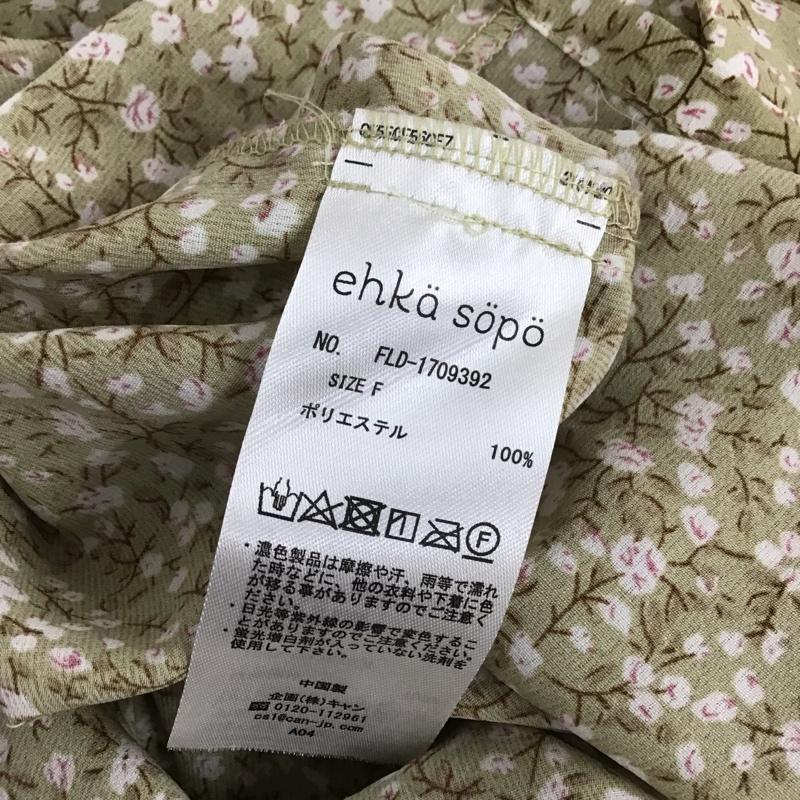 ehkä söpö
NO. FLD-1709392
SIZE F
ポリエステル 100%
F
・濃色製品は摩擦や汗、雨等で濡れ
た時などに、他の衣料や下着に色
が移る事がありますのでご注意く
ださい。
・日光等紫外線の影響で変色するこ
とがありますのでご注意ください。
・蛍光増白剤が入っていない洗剤を
使用して下さい。
中国製
企画(株)キャン
0120-112961
ca1@can-jp.com
A04